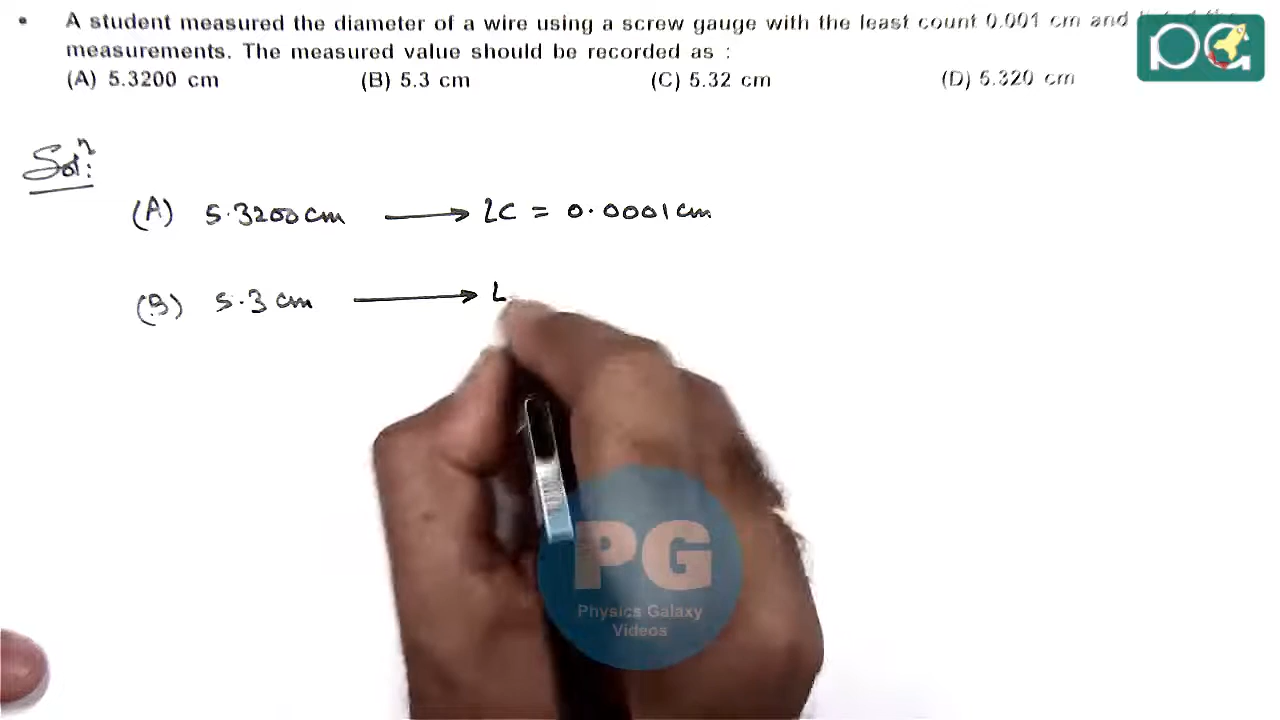 • A student measured the diameter of a wire using a screw gauge with the least count 0.001 cm and
measurements. The measured value should be recorded as :
(A) 5.3200 cm (B) 5.3 cm (C) 5.32 cm (D) 5.320 cm
pG
Solⁿ:
(A) 5.3200 cm → LC = 0.0001 cm
(B) 5.3 cm → L
PG
Physics Galaxy
Videos